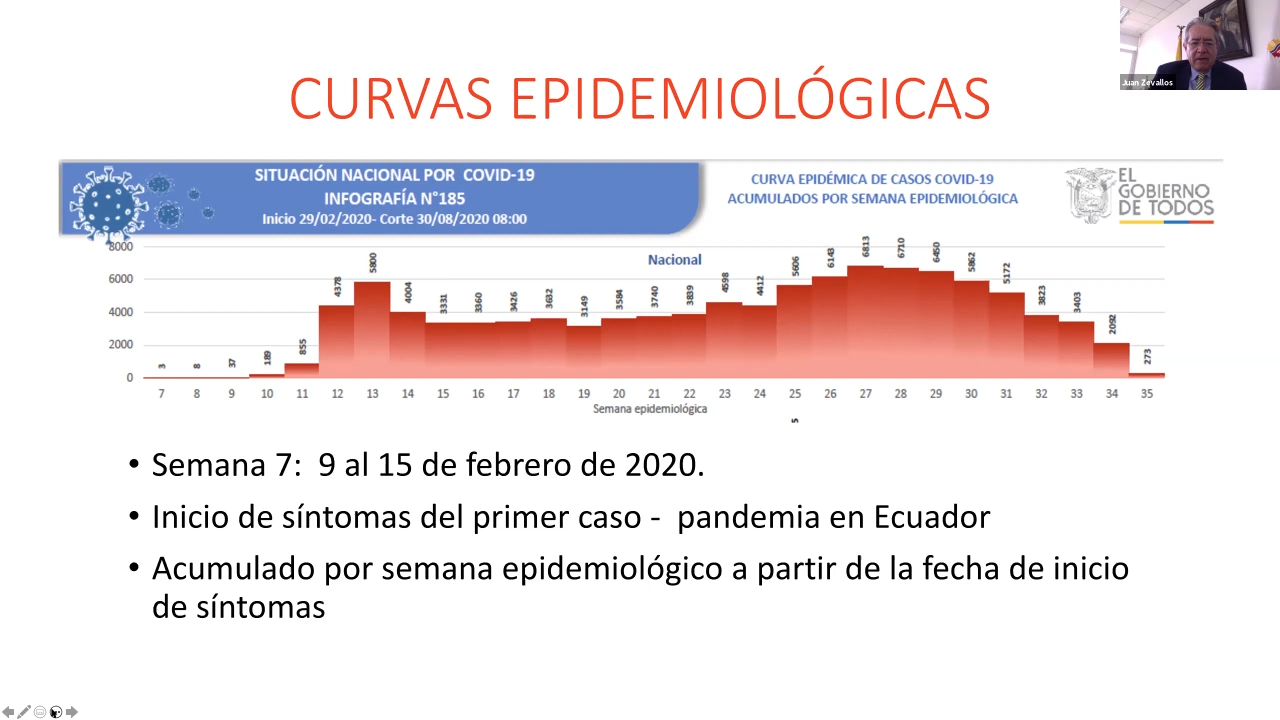 Juan Zevallos
CURVAS EPIDEMIOLÓGICAS
SITUACIÓN NACIONAL POR COVID-19
INFOGRAFÍA N°185
Inicio 29/02/2020- Corte 30/08/2020 08:00
CURVA EPIDÉMICA DE CASOS COVID-19
ACUMULADOS POR SEMANA EPIDEMIOLÓGICA
EL
GOBIERNO
DE TODOS
Nacional
8000
6000
4000
2000
0
3 8 37 189 855 4378 5800 4004 3331 3360 3426 3632 3149 3584 3740 3839 4598 4412 5606 6143 6813 6710 6450 5862 5172 3823 3403 2092 273
7 8 9 10 11 12 13 14 15 16 17 18 19 20 21 22 23 24 25 26 27 28 29 30 31 32 33 34 35
Semana epidemiológica
• Semana 7: 9 al 15 de febrero de 2020.
• Inicio de síntomas del primer caso - pandemia en Ecuador
• Acumulado por semana epidemiológico a partir de la fecha de inicio
de síntomas